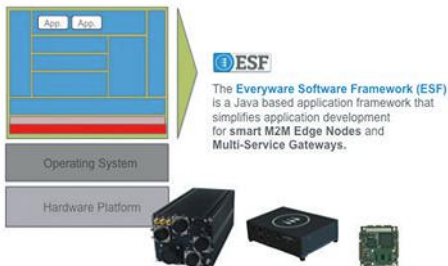 App. App.
ESF
The Everyware Software Framework (ESF)
is a Java based application framework that
simplifies application development
for smart M2M Edge Nodes and
Multi-Service Gateways.
Operating System
Hardware Platform